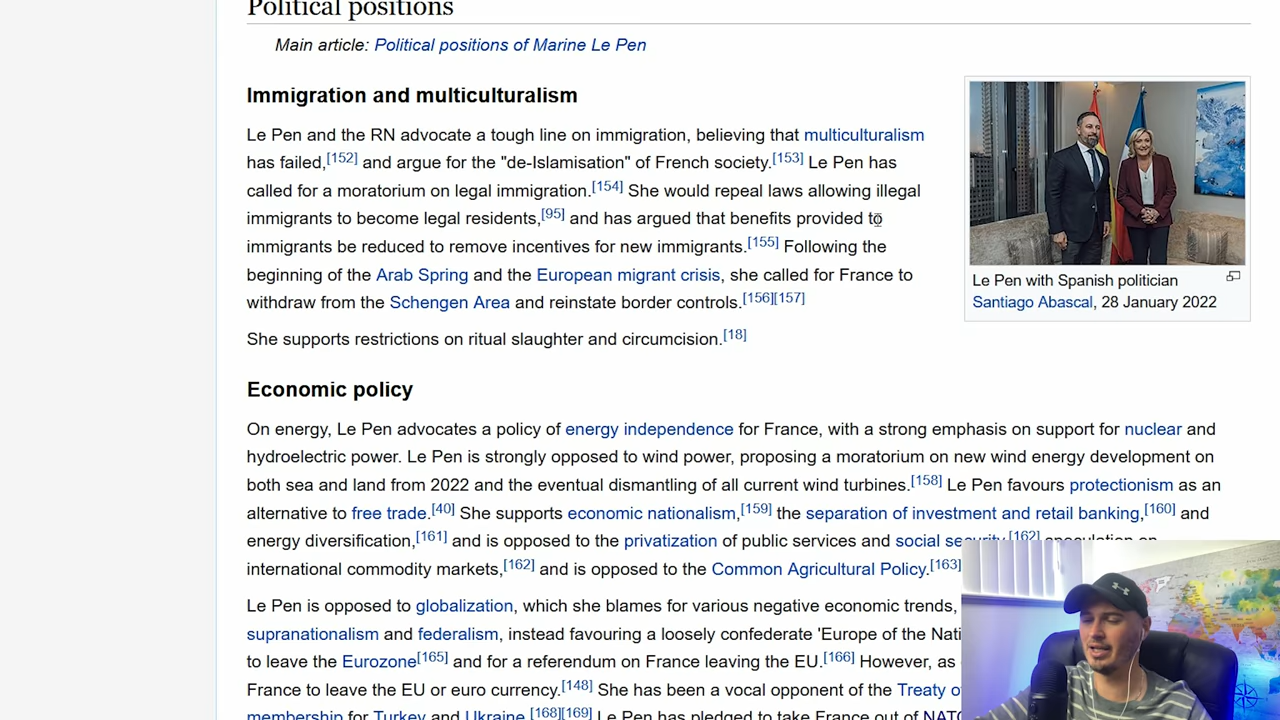 Political positions
Main article: Political positions of Marine Le Pen
Immigration and multiculturalism
Le Pen and the RN advocate a tough line on immigration, believing that multiculturalism
has failed,[152] and argue for the "de-Islamisation" of French society.[153] Le Pen has
called for a moratorium on legal immigration.[154] She would repeal laws allowing illegal
immigrants to become legal residents,[95] and has argued that benefits provided to
immigrants be reduced to remove incentives for new immigrants.[155] Following the
beginning of the Arab Spring and the European migrant crisis, she called for France to
withdraw from the Schengen Area and reinstate border controls.[156][157]
She supports restrictions on ritual slaughter and circumcision.[18]
Le Pen with Spanish politician
Santiago Abascal, 28 January 2022
Economic policy
On energy, Le Pen advocates a policy of energy independence for France, with a strong emphasis on support for nuclear and
hydroelectric power. Le Pen is strongly opposed to wind power, proposing a moratorium on new wind energy development on
both sea and land from 2022 and the eventual dismantling of all current wind turbines.[158] Le Pen favours protectionism as an
alternative to free trade.[40] She supports economic nationalism,[159] the separation of investment and retail banking,[160] and
energy diversification,[161] and is opposed to the privatization of public services and social security,[162] speculation on
international commodity markets,[162] and is opposed to the Common Agricultural Policy.[163]
Le Pen is opposed to globalization, which she blames for various negative economic trends,
supranationalism and federalism, instead favouring a loosely confederate 'Europe of the Nati
to leave the Eurozone[165] and for a referendum on France leaving the EU.[166] However, as
France to leave the EU or euro currency.[148] She has been a vocal opponent of the Treaty o
membership for Turkey and Ukraine.[168][169] Le Pen has pledged to take France out of NATO